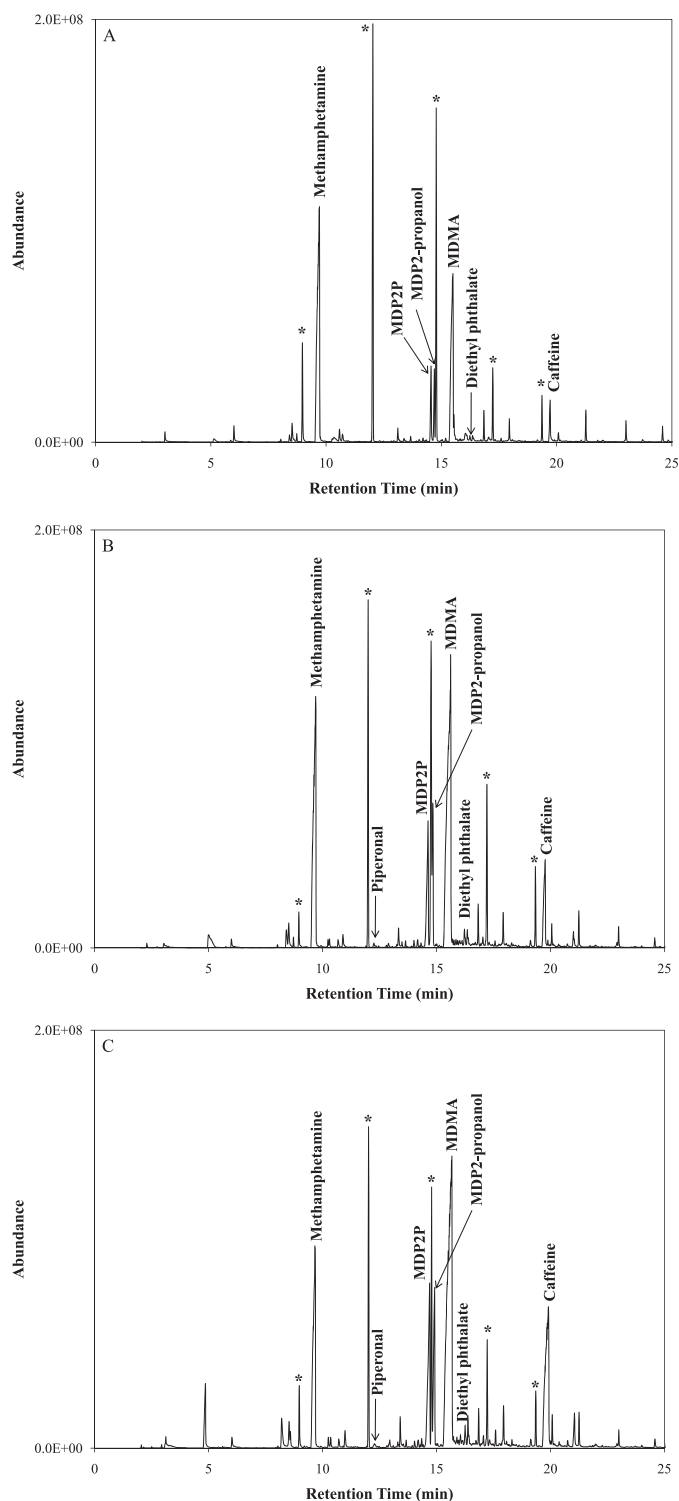 2.0E+08
A
*
Methamphetamine
*
MDP2-propanol
MDP2P
MDMA
Diethyl phthalate
*
*
*
Caffeine
Abundance
0.0E+00
0 5 10 15 20 25
Retention Time (min)
2.0E+08
B
Methamphetamine
*
*
MDMA
MDP2-propanol
MDP2P
*
Piperonal
Diethyl phthalate
*
*
Caffeine
Abundance
0.0E+00
0 5 10 15 20 25
Retention Time (min)
2.0E+08
C
Methamphetamine
*
*
MDMA
MDP2-propanol
MDP2P
*
Piperonal
Diethyl phthalate
*
*
Caffeine
Abundance
0.0E+00
0 5 10 15 20 25
Retention Time (min)